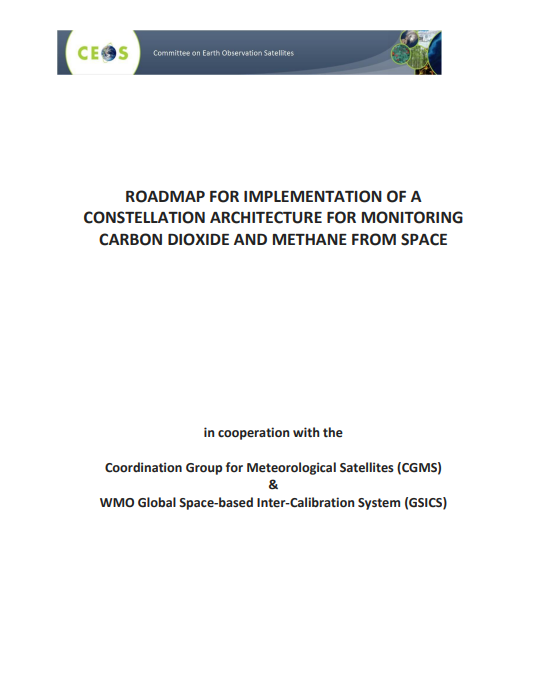 CEOS
Committee on Earth Observation Satellites
ROADMAP FOR IMPLEMENTATION OF A
CONSTELLATION ARCHITECTURE FOR MONITORING
CARBON DIOXIDE AND METHANE FROM SPACE
in cooperation with the
Coordination Group for Meteorological Satellites (CGMS)
&
WMO Global Space-based Inter-Calibration System (GSICS)